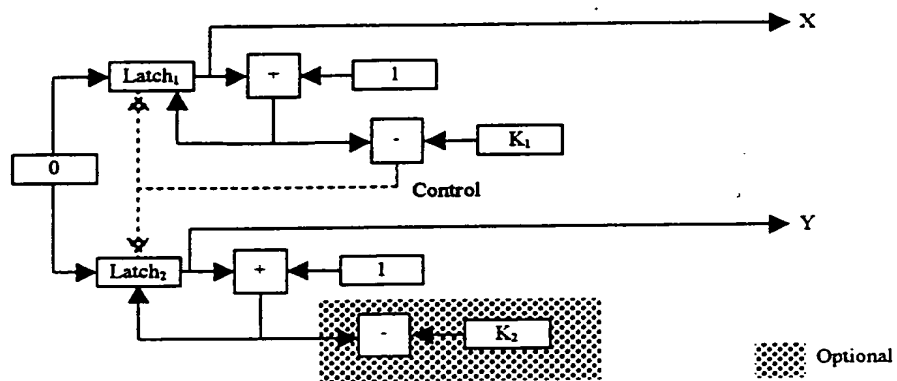 X
Latch₁
+
1
-
K₁
0
Control
Y
Latch₂
+
1
-
K₂
Optional